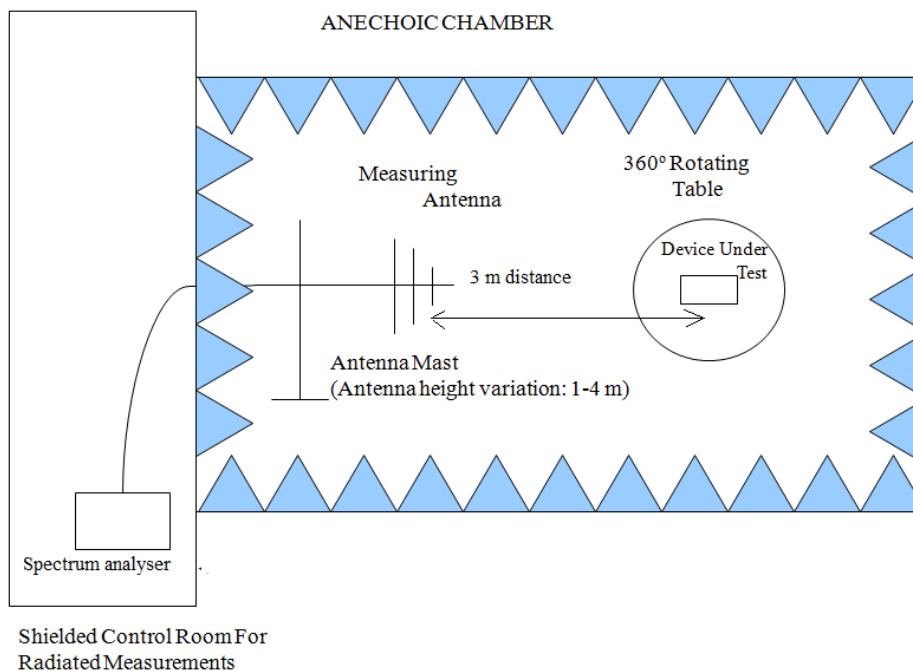 ANECHOIC CHAMBER
Measuring
Antenna
360º Rotating
Table
Device Under
Test
3 m distance
Antenna Mast
(Antenna height variation: 1-4 m)
Spectrum analyser
Shielded Control Room For
Radiated Measurements